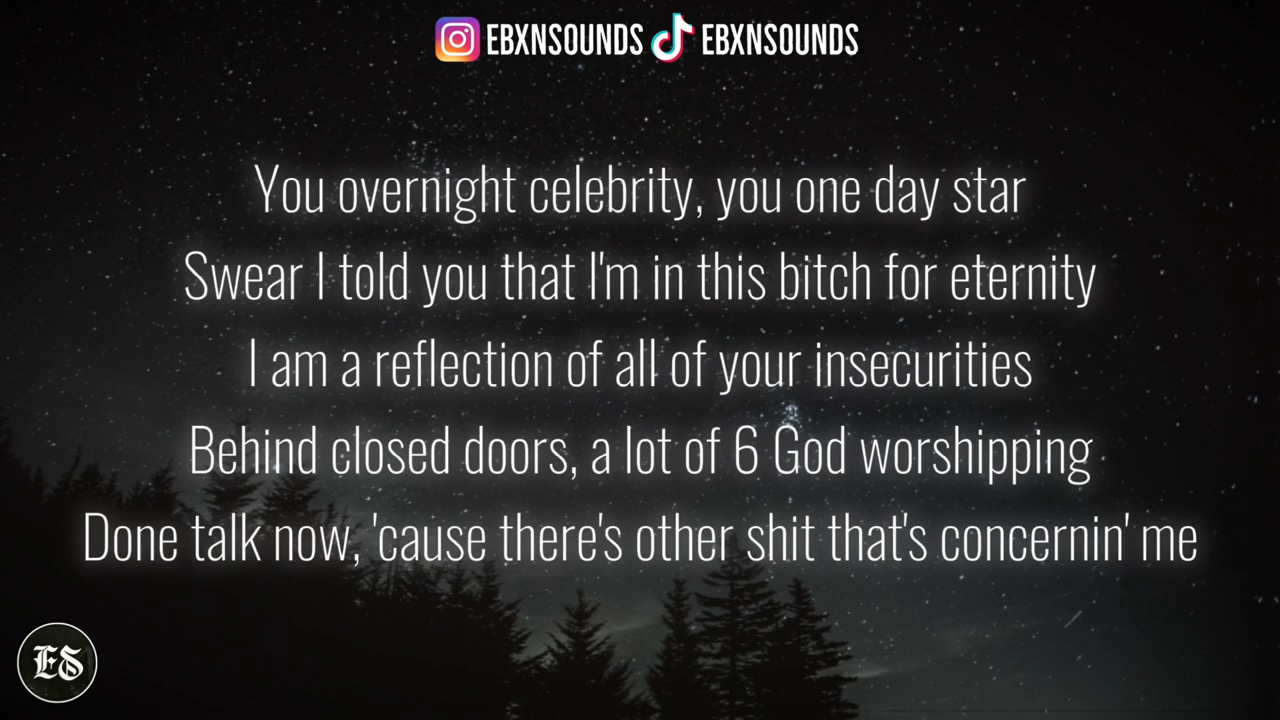 EBXNSOUNDS EBXNSOUNDS
You overnight celebrity, you one day star
Swear I told you that I'm in this bitch for eternity
I am a reflection of all of your insecurities
Behind closed doors, a lot of 6 God worshipping
Done talk now, 'cause there's other shit that's concernin' me
ES